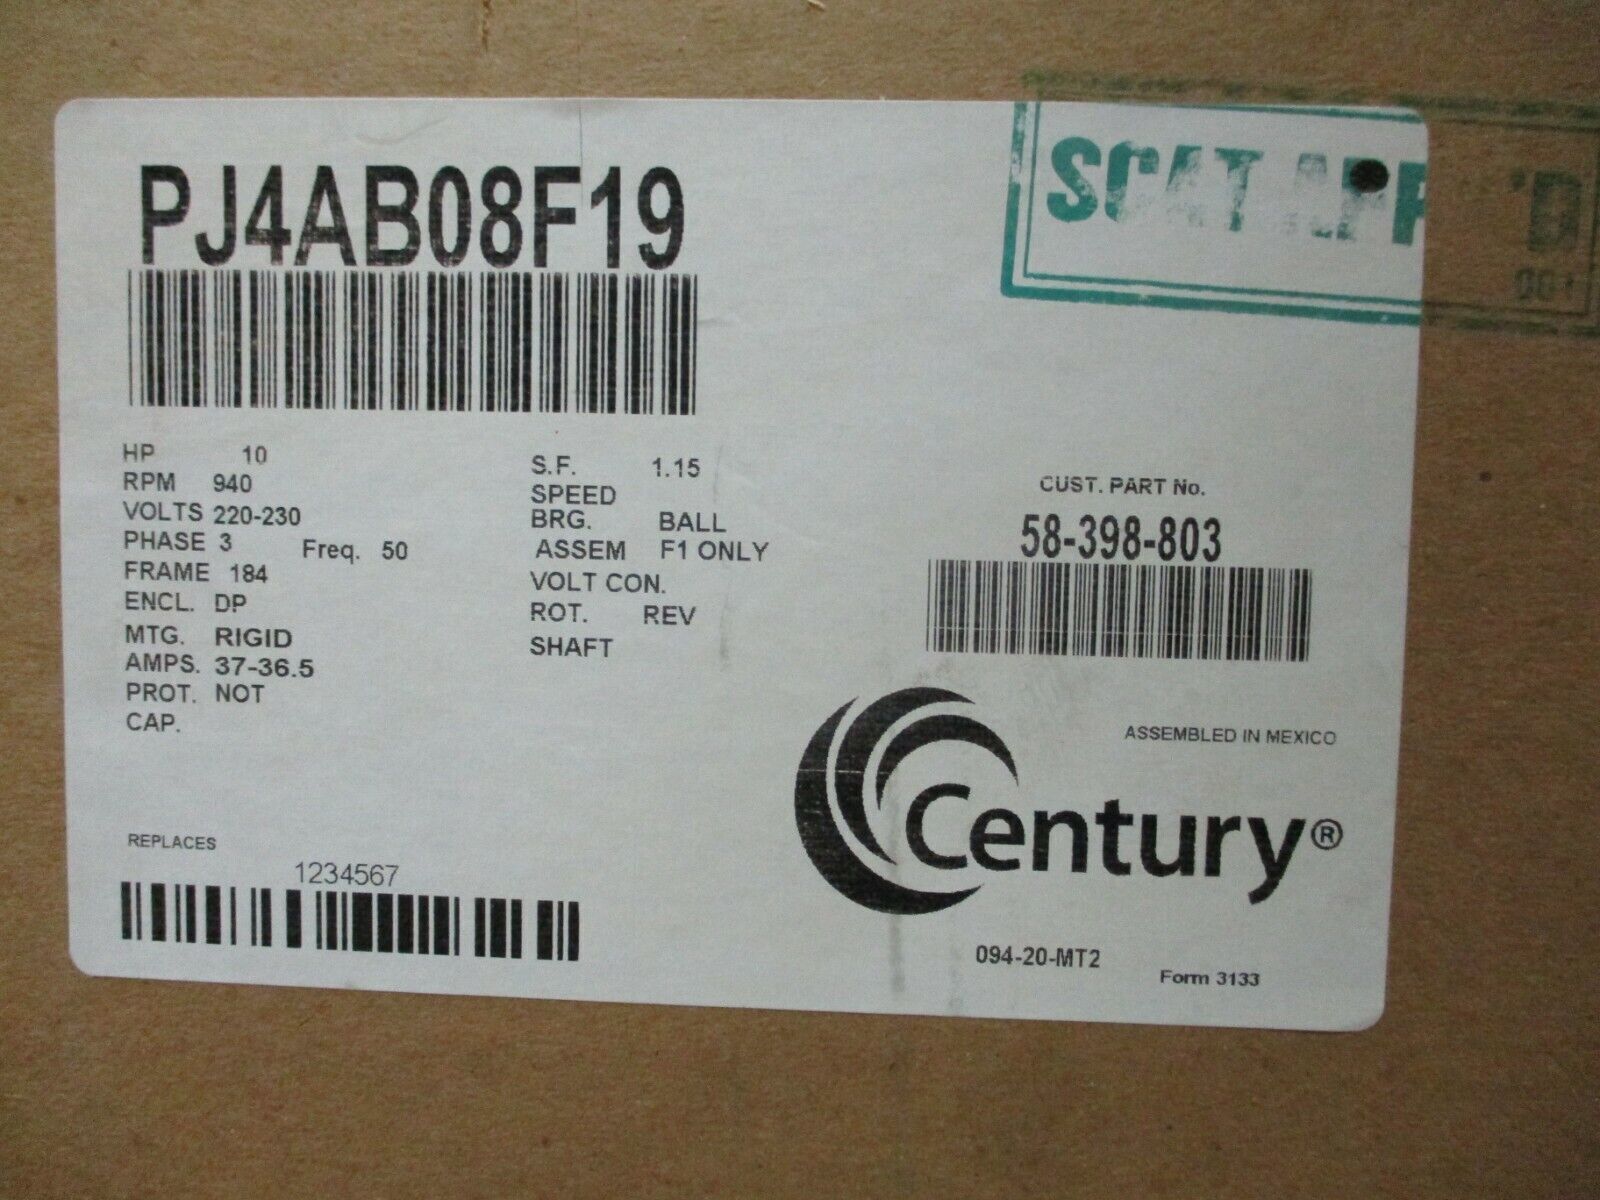 PJ4AB08F19
SCAT APP'D
HP 10
RPM 940
VOLTS 220-230
PHASE 3 Freq. 50
FRAME 184
ENCL. DP
MTG. RIGID
AMPS. 37-36.5
PROT. NOT
CAP.
S.F. 1.15
SPEED
BRG. BALL
ASSEM F1 ONLY
VOLT CON.
ROT. REV
SHAFT
CUST. PART No.
58-398-803
ASSEMBLED IN MEXICO
Century®
REPLACES
1234567
094-20-MT2
Form 3133